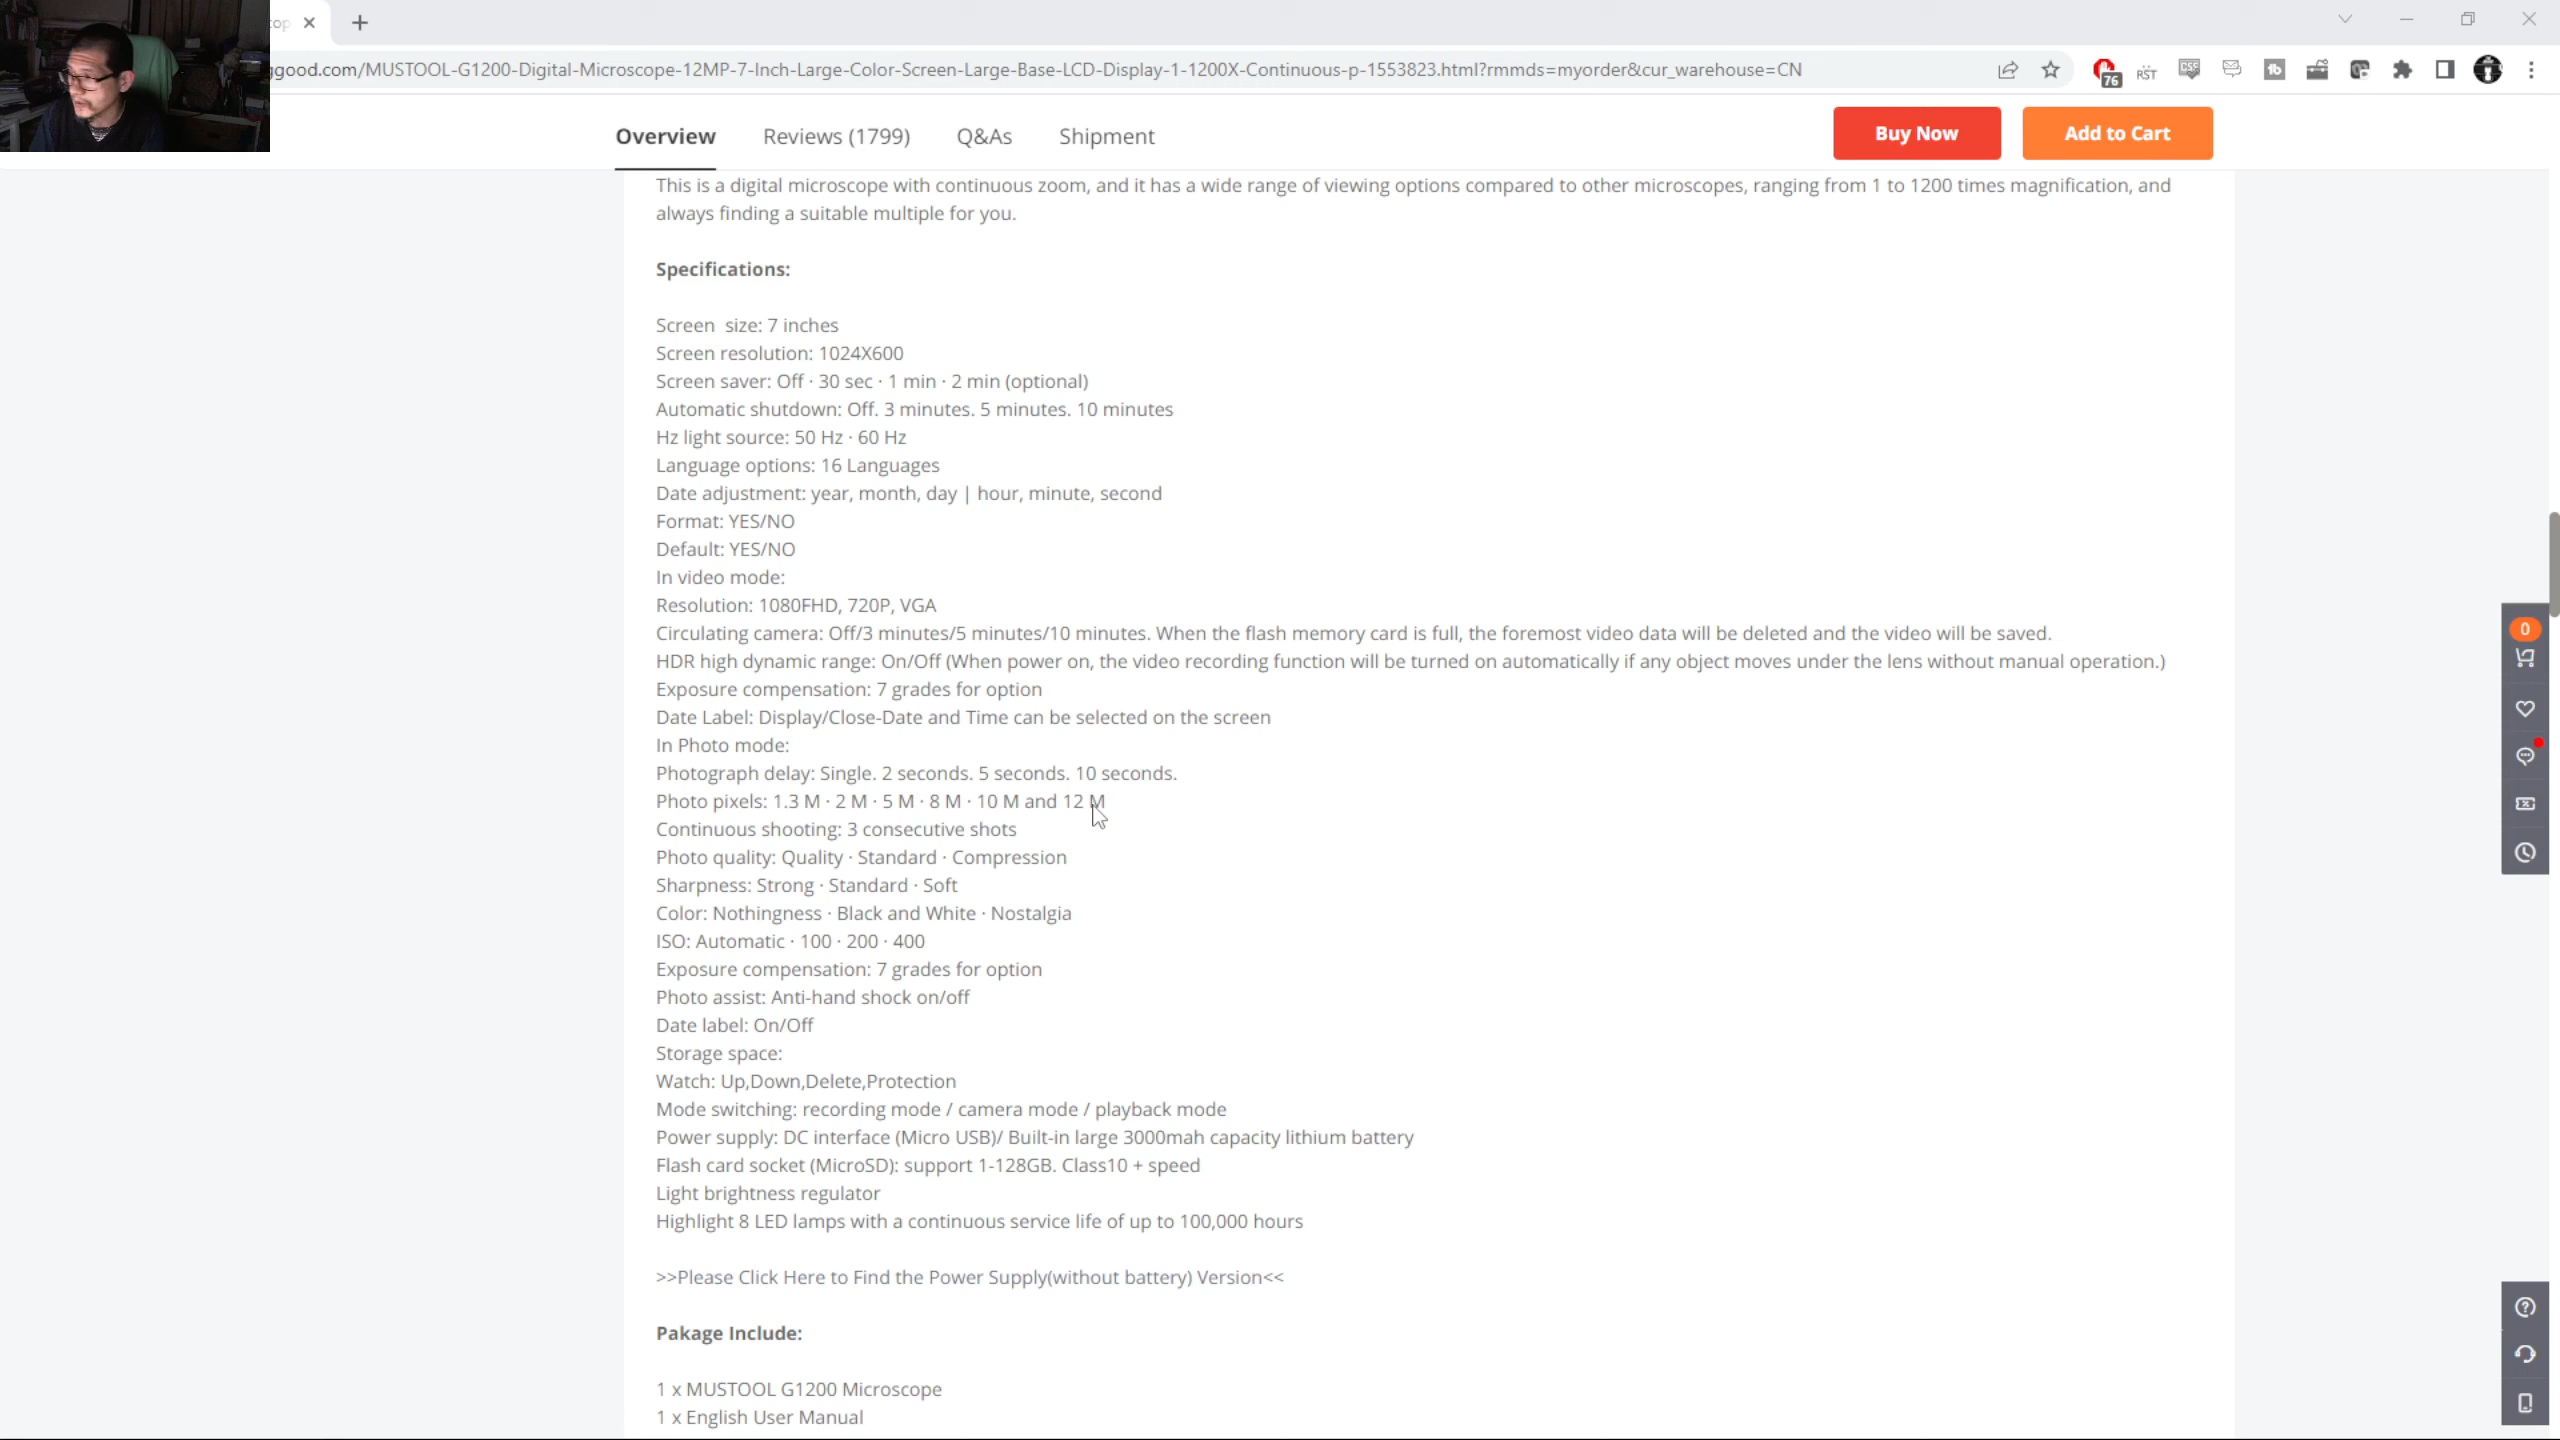 ggood.com/MUSTOOL-G1200-Digital-Microscope-12MP-7-Inch-Large-Color-Screen-Large-Base-LCD-Display-1-1200X-Continuous-p-1553823.html?rmmds=myorder&cur_warehouse=CN
76
RST
CSS
Overview
Reviews (1799)
Q&As
Shipment
Buy Now
Add to Cart
This is a digital microscope with continuous zoom, and it has a wide range of viewing options compared to other microscopes, ranging from 1 to 1200 times magnification, and
always finding a suitable multiple for you.
Specifications:
Screen  size: 7 inches
Screen resolution: 1024X600
Screen saver: Off · 30 sec · 1 min · 2 min (optional)
Automatic shutdown: Off. 3 minutes. 5 minutes. 10 minutes
Hz light source: 50 Hz · 60 Hz
Language options: 16 Languages
Date adjustment: year, month, day | hour, minute, second
Format: YES/NO
Default: YES/NO
In video mode:
Resolution: 1080FHD, 720P, VGA
Circulating camera: Off/3 minutes/5 minutes/10 minutes. When the flash memory card is full, the foremost video data will be deleted and the video will be saved.
HDR high dynamic range: On/Off (When power on, the video recording function will be turned on automatically if any object moves under the lens without manual operation.)
Exposure compensation: 7 grades for option
Date Label: Display/Close-Date and Time can be selected on the screen
In Photo mode:
Photograph delay: Single. 2 seconds. 5 seconds. 10 seconds.
Photo pixels: 1.3 M · 2 M · 5 M · 8 M · 10 M and 12 M
Continuous shooting: 3 consecutive shots
Photo quality: Quality · Standard · Compression
Sharpness: Strong · Standard · Soft
Color: Nothingness · Black and White · Nostalgia
ISO: Automatic · 100 · 200 · 400
Exposure compensation: 7 grades for option
Photo assist: Anti-hand shock on/off
Date label: On/Off
Storage space:
Watch: Up,Down,Delete,Protection
Mode switching: recording mode / camera mode / playback mode
Power supply: DC interface (Micro USB)/ Built-in large 3000mah capacity lithium battery
Flash card socket (MicroSD): support 1-128GB. Class10 + speed
Light brightness regulator
Highlight 8 LED lamps with a continuous service life of up to 100,000 hours
>>Please Click Here to Find the Power Supply(without battery) Version<<
Pakage Include:
1 x MUSTOOL G1200 Microscope
1 x English User Manual
0